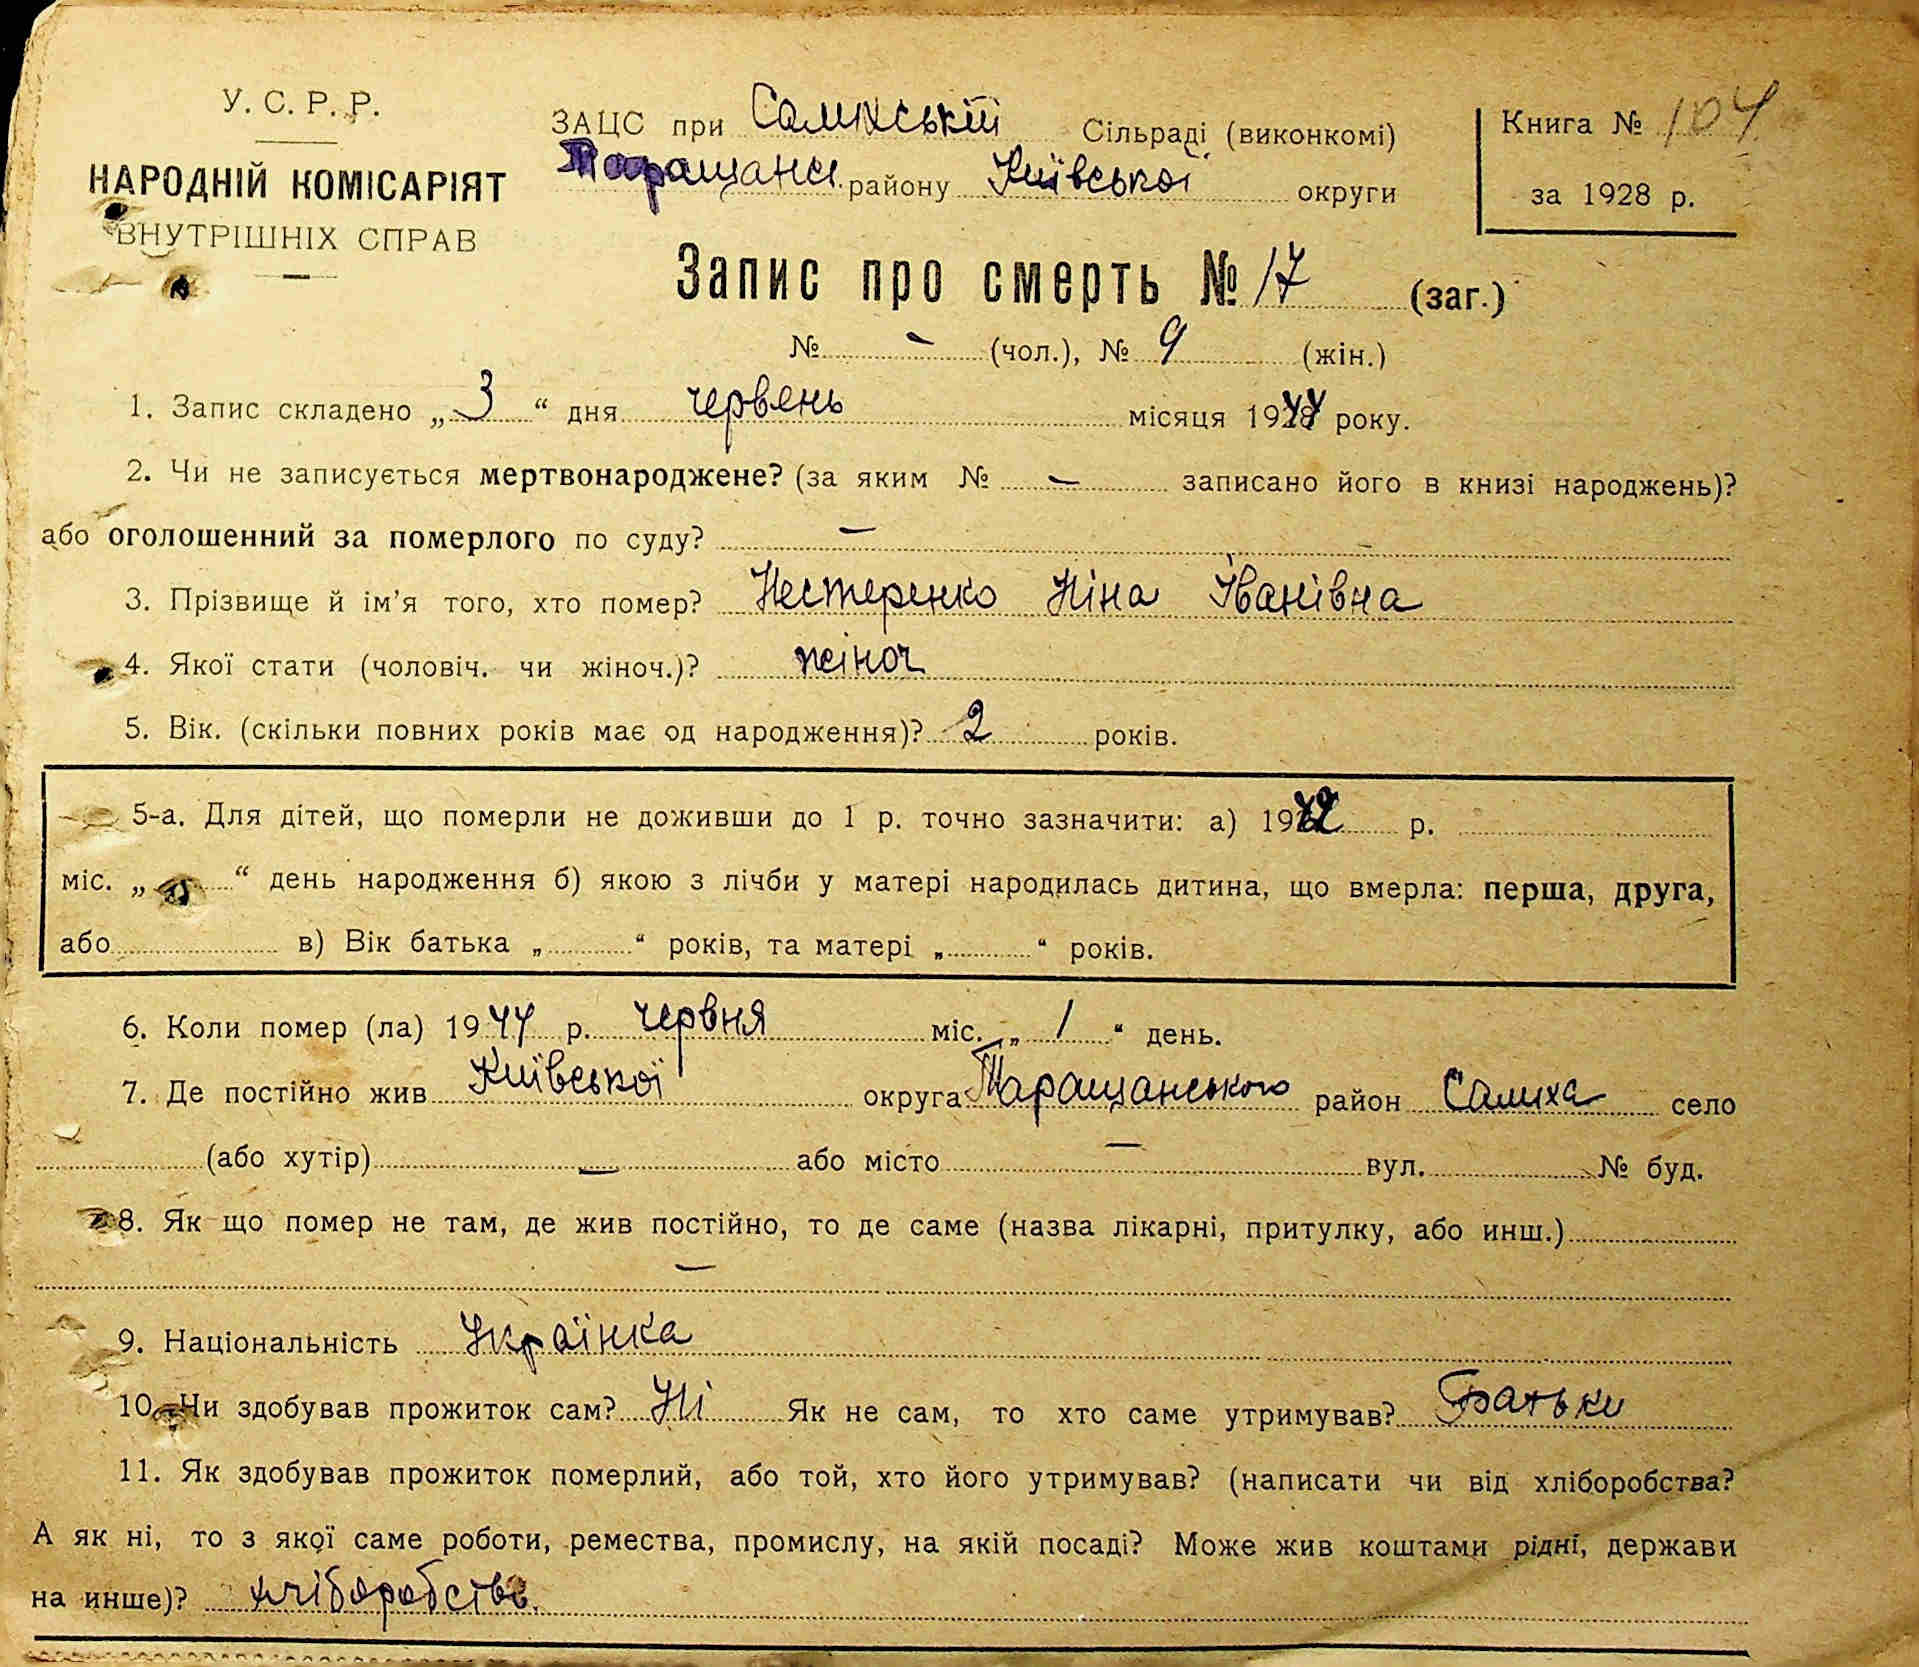 У. С. Р. Р.
НАРОДНІЙ КОМІСАРІЯТ
ВНУТРІШНІХ СПРАВ
ЗАЦС при Салихській Сільраді (виконкомі)
Таращансь. району Київської округи
Книга № 104
за 1928 р.
Запис про смерть № 17 (заг.)
№ - (чол.), № 9 (жін.)
1. Запис складено „ 3 “ дня червень місяця 1944 року.
2. Чи не записується мертвонароджене? (за яким № - записано його в книзі народжень)?
або оголошенний за померлого по суду? -
3. Прізвище й ім'я того, хто помер? Нестеренко Ніна Іванівна
4. Якої стати (чоловіч. чи жіноч.)? жіноч
5. Вік. (скільки повних років має од народження)? 2 років.
5-а. Для дітей, що померли не доживши до 1 р. точно зазначити: а) 1942 р.
міс. „ “ день народження б) якою з лічби у матері народилась дитина, що вмерла: перша, друга,
або в) Вік батька „ “ років, та матері „ “ років.
6. Коли помер (ла) 1944 р. червня міс. „ 1 “ день.
7. Де постійно жив Київської округа Таращанського район Салиха село
(або хутір) - або місто - вул. № буд.
8. Як що помер не там, де жив постійно, то де саме (назва лікарні, притулку, або инш.)
-
9. Національність Українка
10. Чи здобував прожиток сам? Ні Як не сам, то хто саме утримував? Батьки
11. Як здобував прожиток померлий, або той, хто його утримував? (написати чи від хліборобства?
А як ні, то з якої саме роботи, ремества, промислу, на якій посаді? Може жив коштами рідні, держави
на инше)? хліборобство.